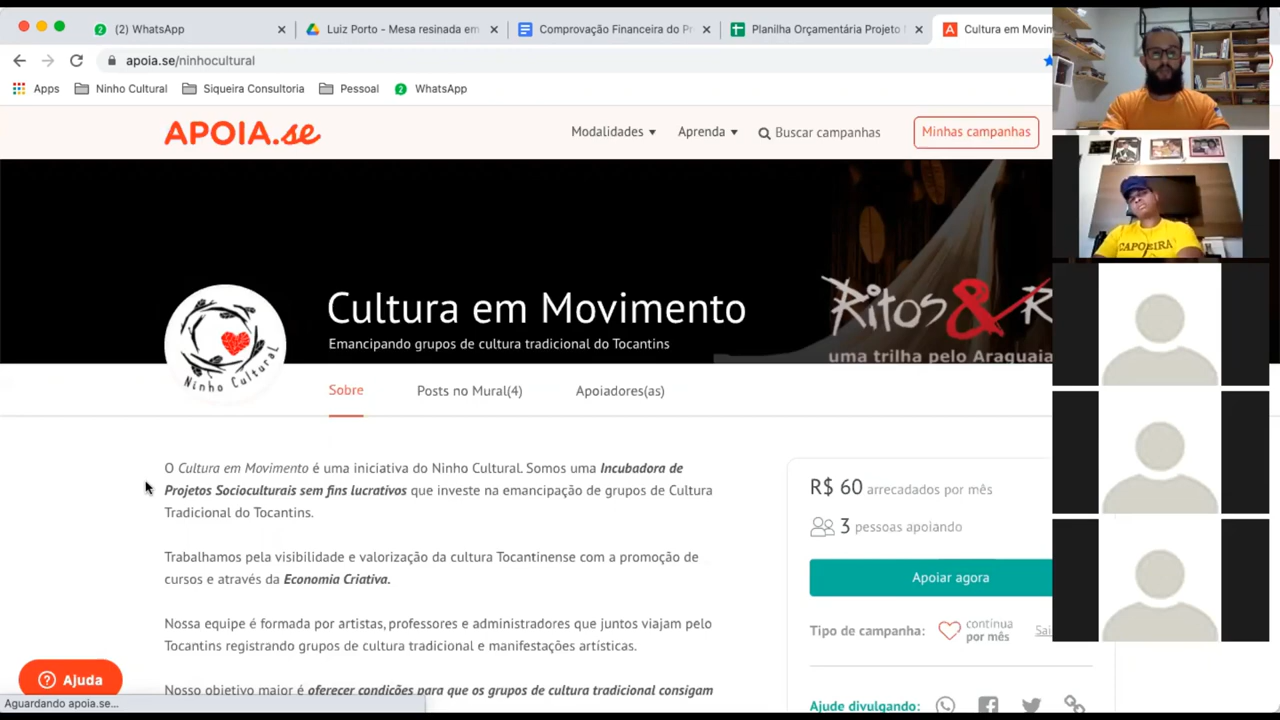 (2) WhatsApp
Luiz Porto - Mesa resinada em
Comprovação Financeira do Pr
Planilha Orçamentária Projeto
Cultura em Movim
apoia.se/ninhocultural
Apps
Ninho Cultural
Siqueira Consultoria
Pessoal
WhatsApp
APOIA.se
Modalidades
Aprenda
Buscar campanhas
Minhas campanhas
CAPOEIRA
Cultura em Movimento
Emancipando grupos de cultura tradicional do Tocantins
Ritos & R
uma trilha pelo Araguaia
Ninho Cultural
Sobre
Posts no Mural(4)
Apoiadores(as)
O Cultura em Movimento é uma iniciativa do Ninho Cultural. Somos uma Incubadora de
Projetos Socioculturais sem fins lucrativos que investe na emancipação de grupos de Cultura
Tradicional do Tocantins.
Trabalhamos pela visibilidade e valorização da cultura Tocantinense com a promoção de
cursos e através da Economia Criativa.
Nossa equipe é formada por artistas, professores e administradores que juntos viajam pelo
Tocantins registrando grupos de cultura tradicional e manifestações artísticas.
Nosso objetivo maior é oferecer condições para que os grupos de cultura tradicional consigam
R$ 60 arrecadados por mês
3 pessoas apoiando
Apoiar agora
Tipo de campanha:
continua
por mês
Sai
Ajude divulgando:
Ajuda
Aguardando apoia.se...